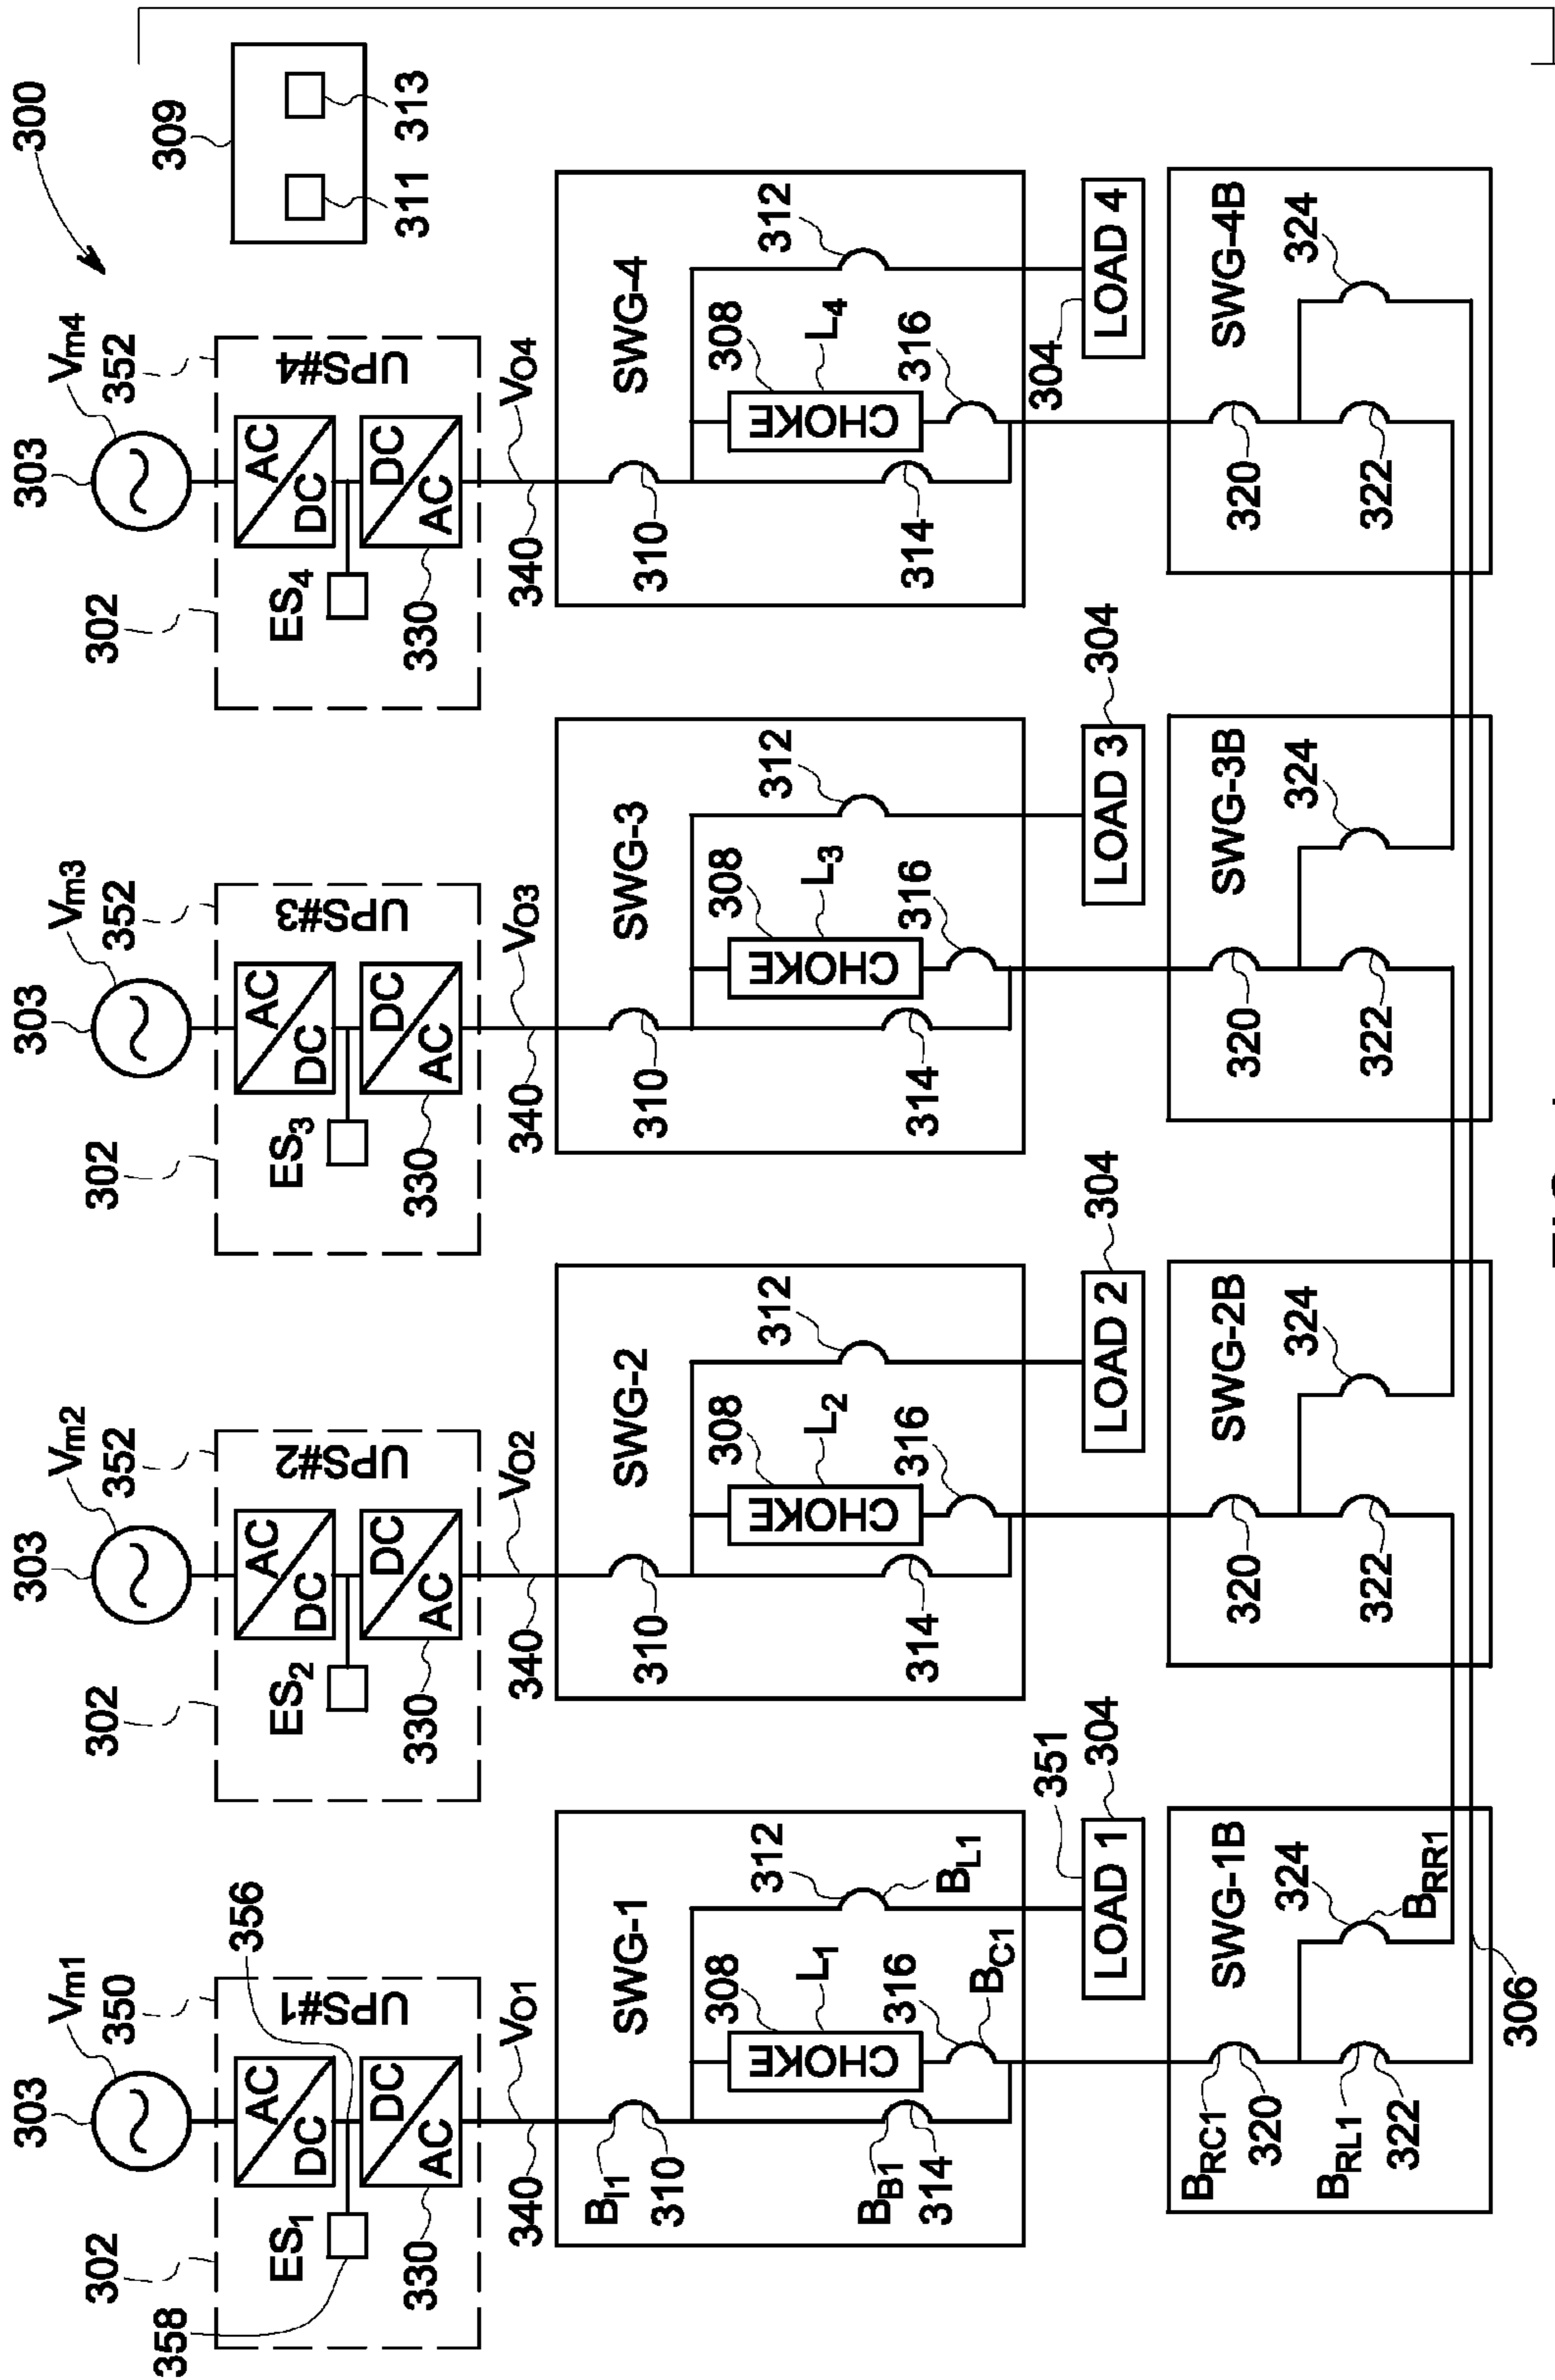 300
303
Vm1
350
303
Vm2
352
303
Vm3
352
303
Vm4
352
309
311
313
302
358
ES1
AC
DC
DC
AC
UPS#1
356
330
302
ES2
AC
DC
DC
AC
UPS#2
330
302
ES3
AC
DC
DC
AC
UPS#3
330
302
ES4
AC
DC
DC
AC
UPS#4
330
340
VO1
340
VO2
340
VO3
340
VO4
SWG-1
BI1
310
308
CHOKE
L1
312
BL1
BB1
314
316
BC1
SWG-2
310
308
CHOKE
L2
312
314
316
SWG-3
310
308
CHOKE
L3
312
314
316
SWG-4
310
308
CHOKE
L4
312
314
316
351
LOAD 1
304
LOAD 2
304
LOAD 3
304
LOAD 4
304
SWG-1B
BRC1
320
BRL1
322
324
BRR1
306
SWG-2B
320
322
324
SWG-3B
320
322
324
SWG-4B
320
322
324